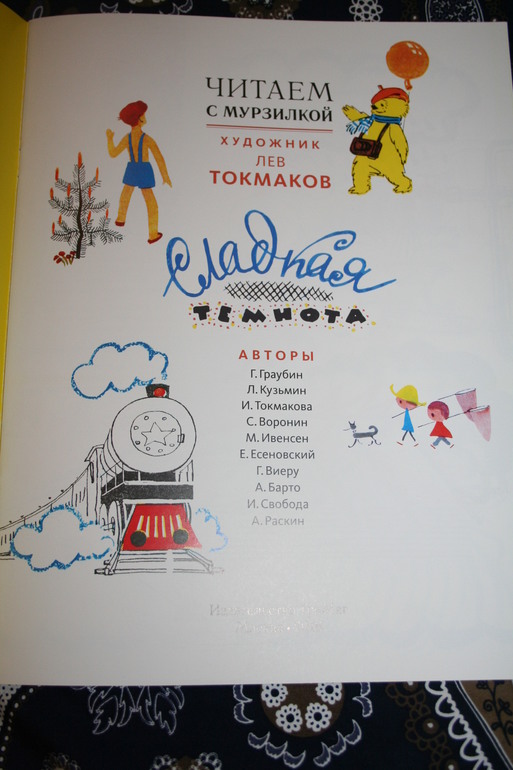 ЧИТАЕМ
С МУРЗИЛКОЙ
ХУДОЖНИК
ЛЕВ
ТОКМАКОВ
Сладкая
ТЕМНОТА
АВТОРЫ
Г. Граубин
Л. Кузьмин
И. Токмакова
С. Воронин
М. Ивенсен
Е. Есеновский
Г. Виеру
А. Барто
И. Свобода
А. Раскин